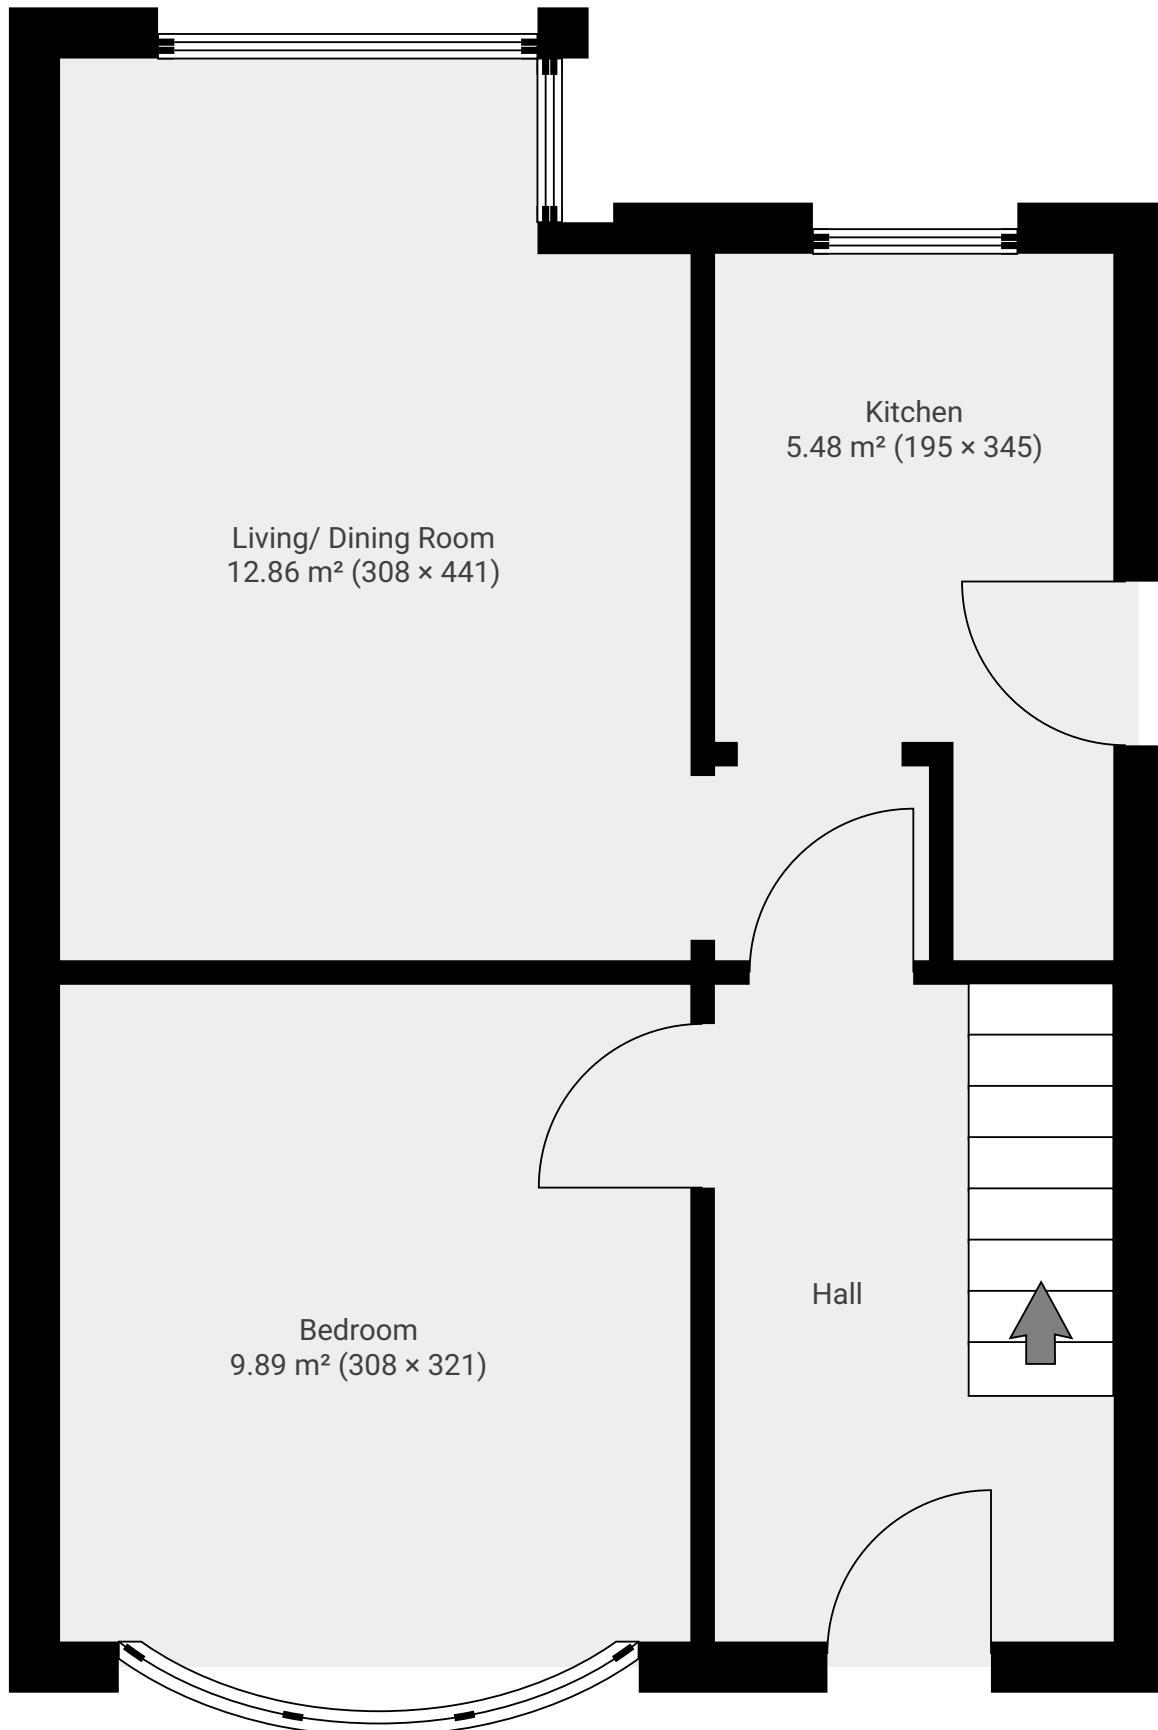 Kitchen
5.48 m² (195 × 345)
Living/ Dining Room
12.86 m² (308 × 441)
Hall
Bedroom
9.89 m² (308 × 321)